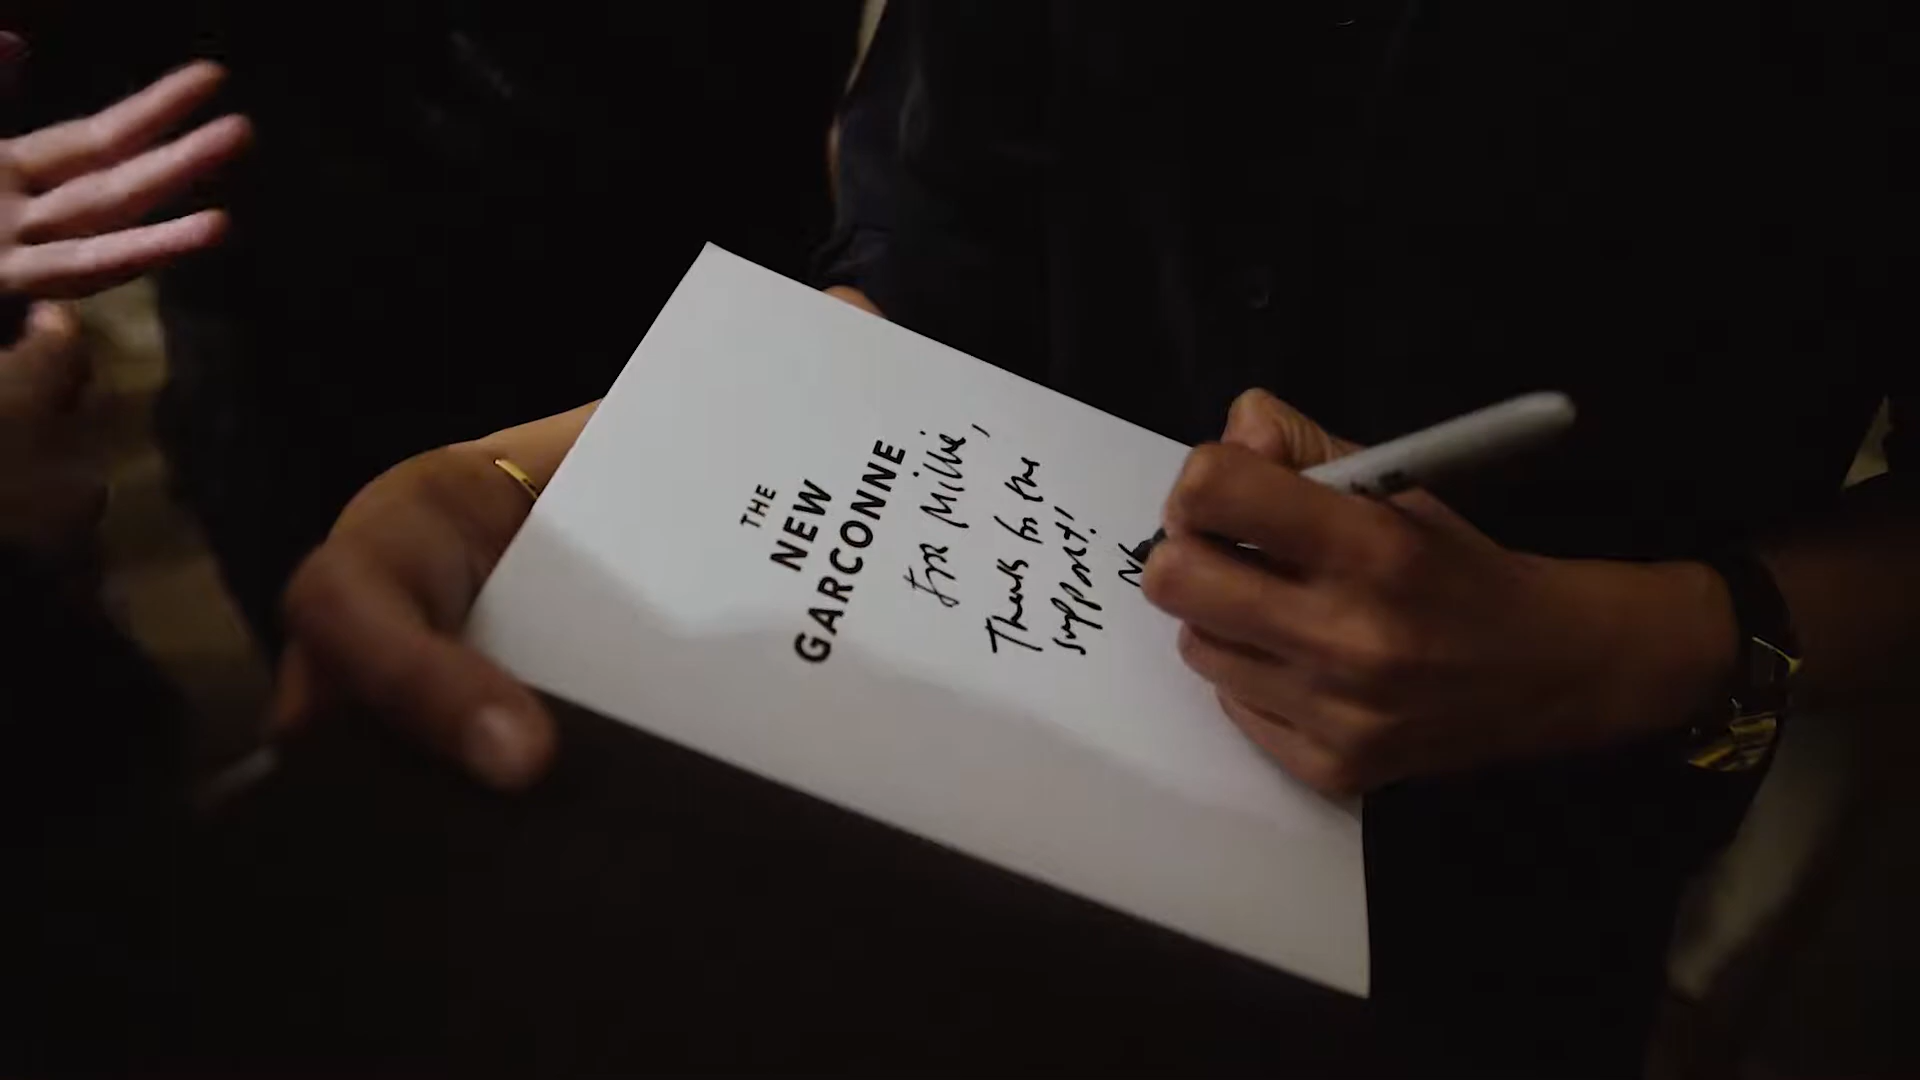 THE
NEW
GARCONNE
For Millie,
Thanks for the
support!
N